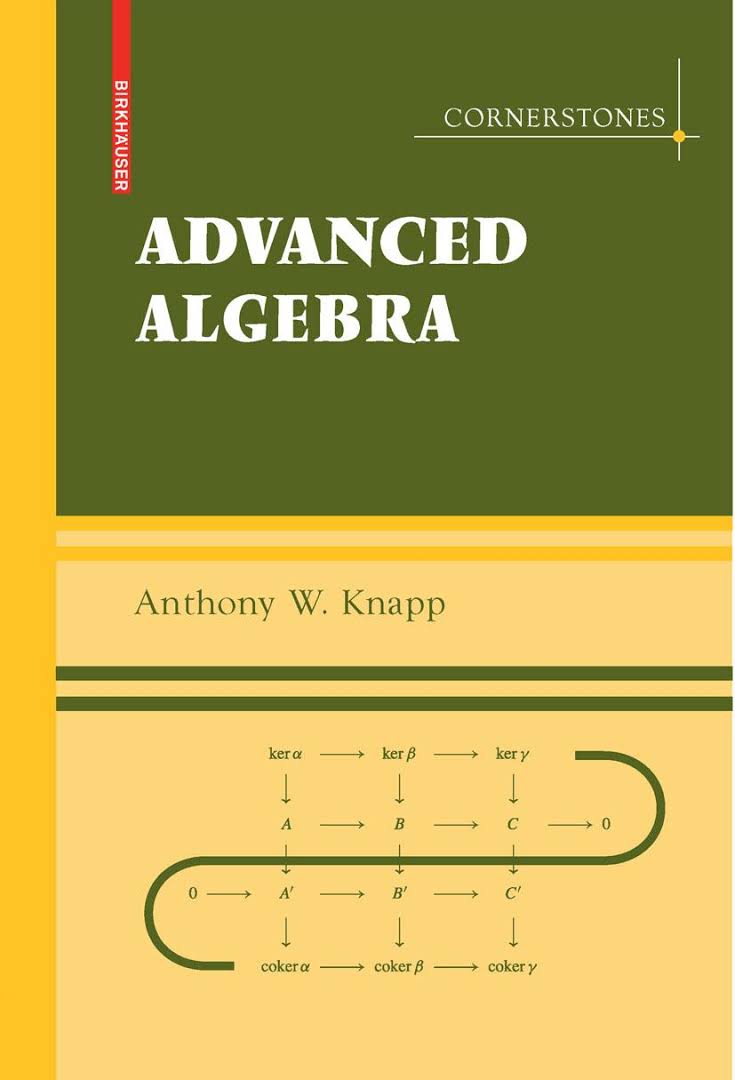 BIRKHÄUSER
CORNERSTONES
ADVANCED
ALGEBRA
Anthony W. Knapp
ker α → ker β → ker γ
↓ ↓ ↓
A → B → C → 0
↓ ↓ ↓
0 → A′ → B′ → C′
↓ ↓ ↓
coker α → coker β → coker γ